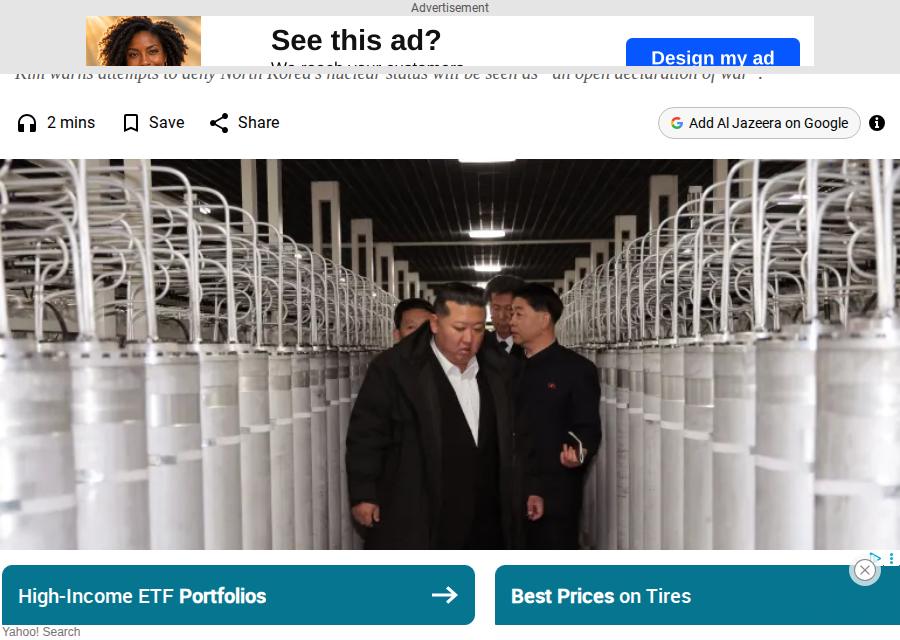 Advertisement
See this ad?
Design my ad
Kim warns attempts to deny North Korea's nuclear status will be seen as "an open declaration of war".
2 mins
Save
Share
Add Al Jazeera on Google
High-Income ETF Portfolios
Best Prices on Tires
Yahoo! Search